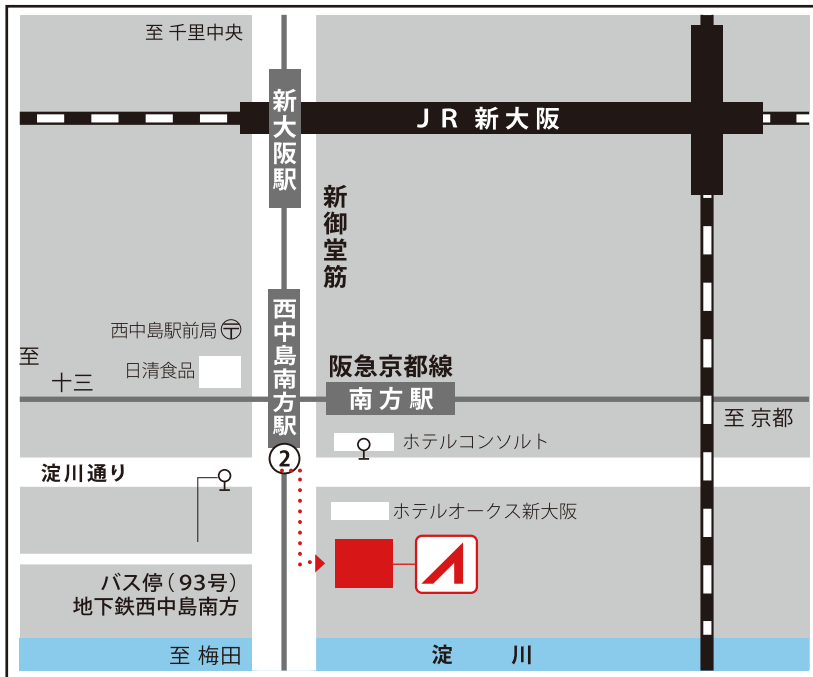 至 千里中央
新大阪駅
JR 新大阪
新御堂筋
西中島駅前局
西中島南方駅
至
十三
日清食品
阪急京都線
南方駅
至 京都
ホテルコンソルト
2
淀川通り
ホテルオークス新大阪
バス停（93号）
地下鉄西中島南方
至 梅田
淀 川